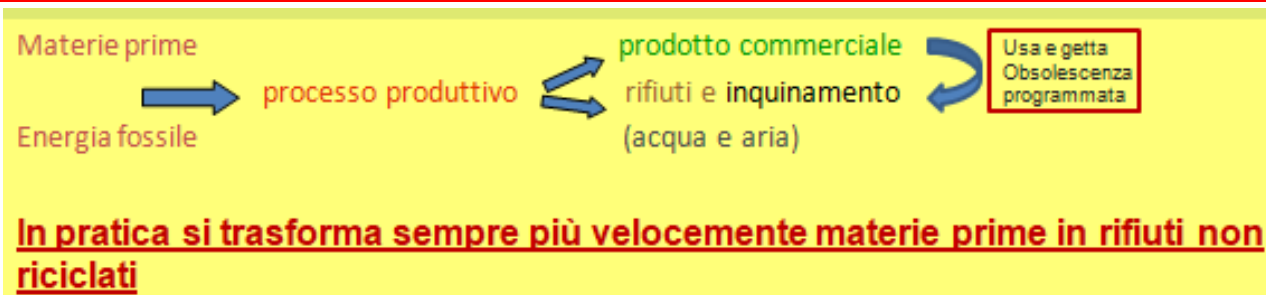 Materie prime
prodotto commerciale
Usa e getta
Obsolescenza
programmata
processo produttivo
rifiuti e inquinamento
Energia fossile
(acqua e aria)
In pratica si trasforma sempre più velocemente materie prime in rifiuti non
riciclati